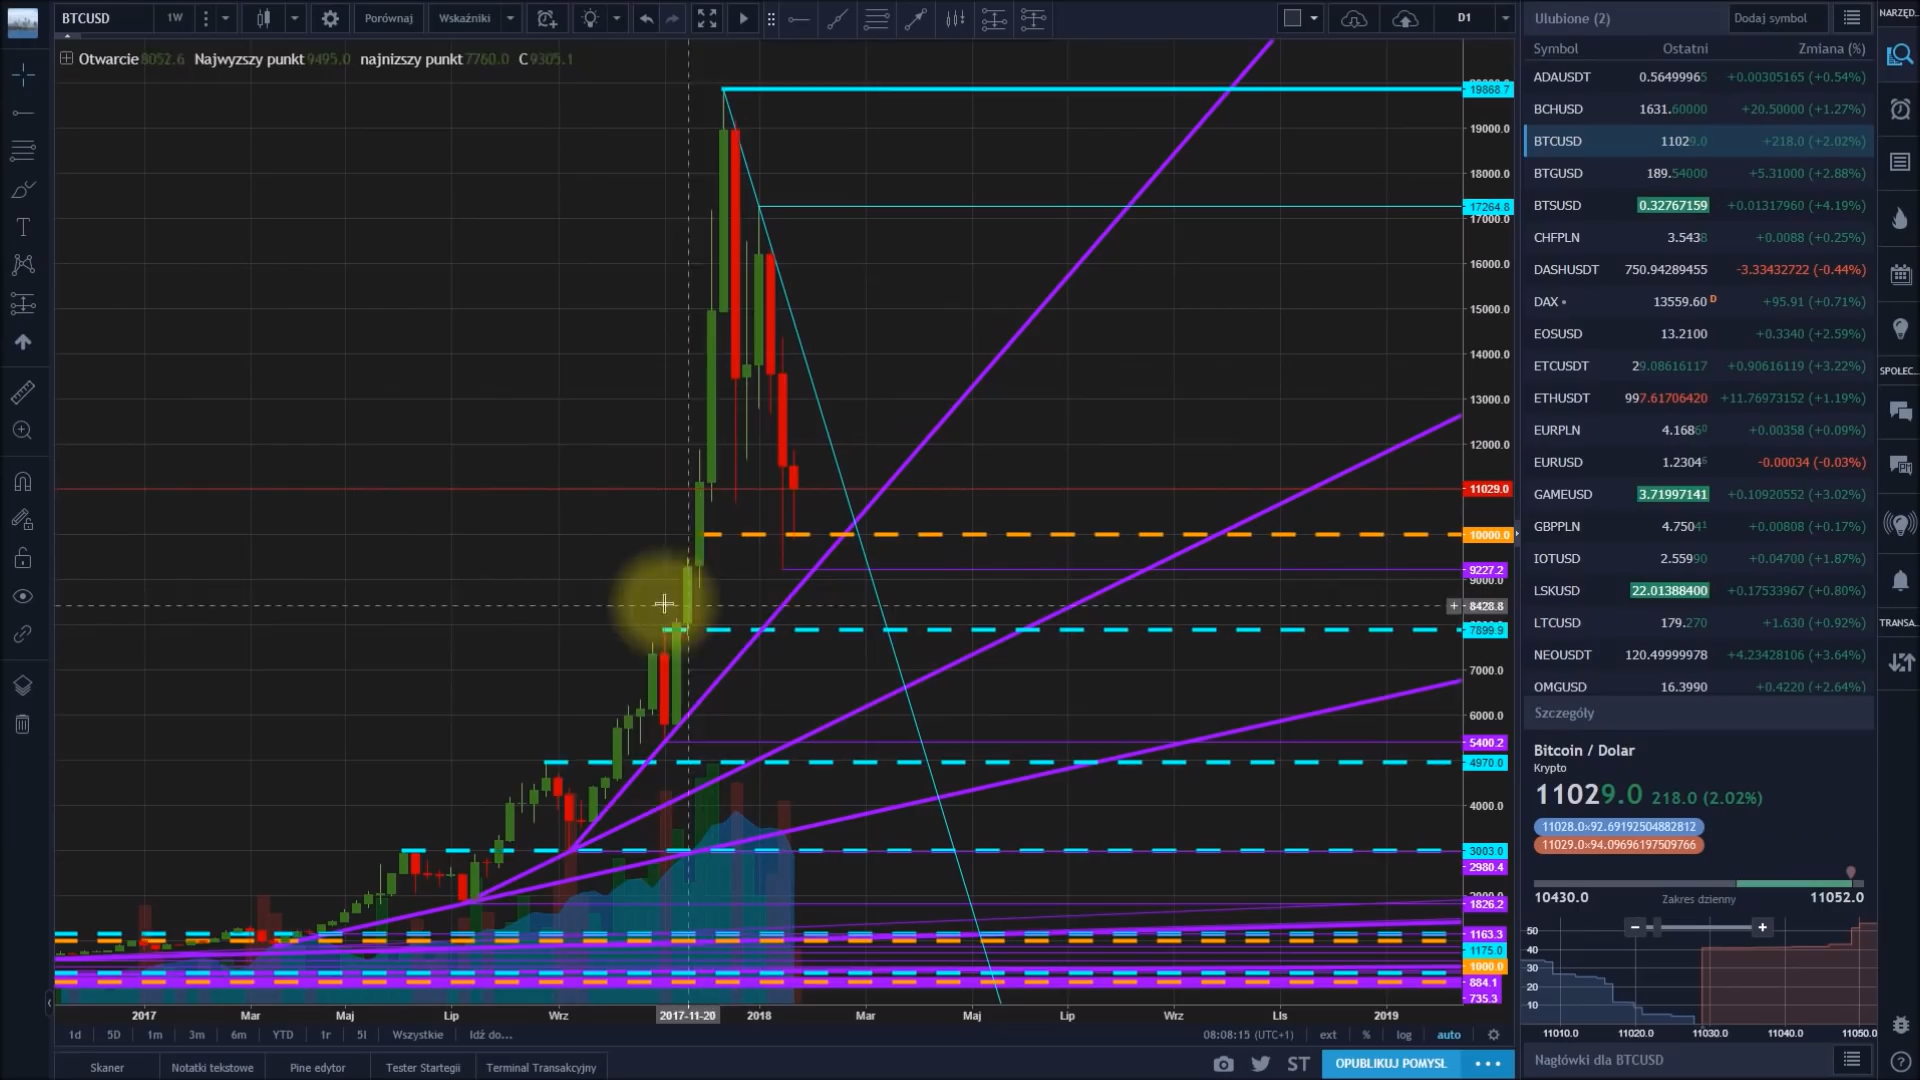 BTCUSD 1W Porównaj Wskaźniki D1
Otwarcie 8052.6 Najwyzszy punkt 9495.0 najnizszy punkt 7760.0 C 9305.1
19868.7
19000.0
18000.0
17264.8
17000.0
16000.0
15000.0
14000.0
13000.0
12000.0
11029.0
10000.0
9227.2
9000.0
8428.8
7899.9
7000.0
6000.0
5400.2
4970.0
4000.0
3003.0
2980.4
1826.2
1163.3
1175.0
1000.0
884.1
735.3
2017 Mar Maj Lip Wrz 2017-11-20 2018 Mar Maj Lip Wrz LIs 2019
1d 5D 1m 3m 6m YTD 1r 5l Wszystkie Idź do... 08:08:15 (UTC+1) ext % log auto
Skaner Notatki tekstowe Pine edytor Tester Startegii Terminal Transakcyjny ST OPUBLIKUJ POMYSŁ
Ulubione (2) Dodaj symbol
Symbol Ostatni Zmiana (%)
ADAUSDT 0.56499965 +0.00305165 (+0.54%)
BCHUSD 1631.60000 +20.50000 (+1.27%)
BTCUSD 11029.0 +218.0 (+2.02%)
BTGUSD 189.54000 +5.31000 (+2.88%)
BTSUSD 0.32767159 +0.01317960 (+4.19%)
CHFPLN 3.5438 +0.0088 (+0.25%)
DASHUSDT 750.94289455 -3.33432722 (-0.44%)
DAX 13559.60 D +95.91 (+0.71%)
EOSUSD 13.2100 +0.3340 (+2.59%)
ETCUSDT 29.08616117 +0.90616119 (+3.22%)
ETHUSDT 997.61706420 +11.76973152 (+1.19%)
EURPLN 4.1686⁰ +0.00358 (+0.09%)
EURUSD 1.2304⁶ -0.00034 (-0.03%)
GAMEUSD 3.71997141 +0.10920552 (+3.02%)
GBPPLN 4.7504¹ +0.00808 (+0.17%)
IOTUSD 2.5590 +0.04700 (+1.87%)
LSKUSD 22.01388400 +0.17533967 (+0.80%)
LTCUSD 179.270 +1.630 (+0.92%)
NEOUSDT 120.49999978 +4.23428106 (+3.64%)
OMGUSD 16.3990 +0.4220 (+2.64%)
Szczegóły
Bitcoin / Dolar
Krypto
11029.0 218.0 (2.02%)
11028.0×92.69192504882812
11029.0×94.09696197509766
10430.0 Zakres dzienny 11052.0
50
40
30
20
10
11010.0 11020.0 11030.0 11040.0 11050.0
Nagłówki dla BTCUSD
NARZĘD.
SPOŁEC.
TRANSA.